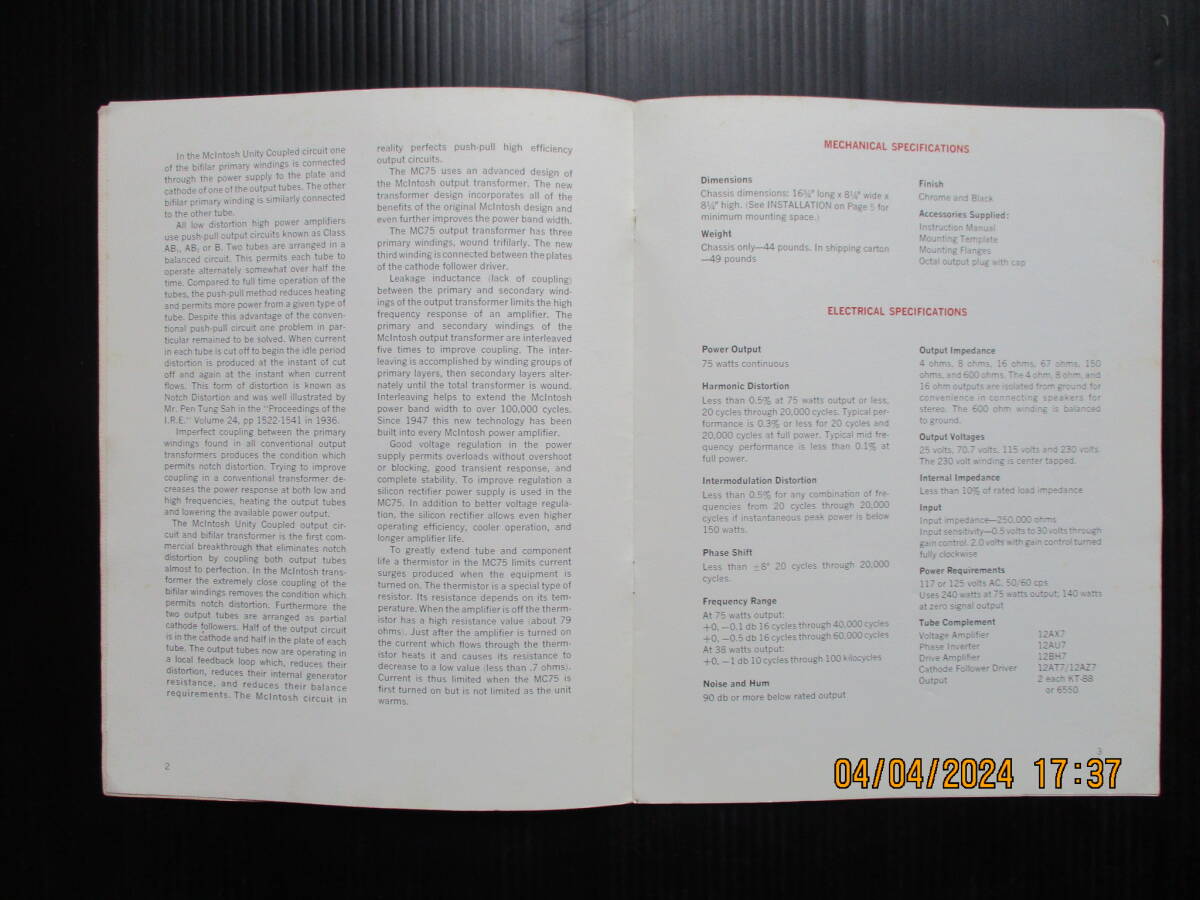 In the McIntosh Unity Coupled circuit one
of the bifilar primary windings is connected
through the power supply to the plate and
cathode of one of the output tubes. The other
bifilar primary winding is similarly connected
to the other tube.
All low distortion high power amplifiers
use push-pull output circuits known as Class
AB₁, AB₂ or B. Two tubes are arranged in a
balanced circuit. This permits each tube to
operate alternately somewhat over half the
time. Compared to full time operation of the
tubes, the push-pull method reduces heating
and permits more power from a given type of
tube. Despite this advantage of the conven-
tional push-pull circuit one problem in par-
ticular remained to be solved. When current
in each tube is cut off to begin the idle period
distortion is produced at the instant of cut
off and again at the instant when current
flows. This form of distortion is known as
Notch Distortion and was well illustrated by
Mr. Pen Tung Sah in the "Proceedings of the
I.R.E." Volume 24, pp 1522-1541 in 1936.
Imperfect coupling between the primary
windings found in all conventional output
transformers produces the condition which
permits notch distortion. Trying to improve
coupling in a conventional transformer de-
creases the power response at both low and
high frequencies, heating the output tubes
and lowering the available power output.
The McIntosh Unity Coupled output cir-
cuit and bifilar transformer is the first com-
mercial breakthrough that eliminates notch
distortion by coupling both output tubes
almost to perfection. In the McIntosh trans-
former the extremely close coupling of the
bifilar windings removes the condition which
permits notch distortion. Furthermore the
two output tubes are arranged as partial
cathode followers. Half of the output circuit
is in the cathode and half in the plate of each
tube. The output tubes now are operating in
a local feedback loop which, reduces their
distortion, reduces their internal generator
resistance, and reduces their balance
requirements. The McIntosh circuit in
2
reality perfects push-pull high efficiency
output circuits.
The MC75 uses an advanced design of
the McIntosh output transformer. The new
transformer design incorporates all of the
benefits of the original McIntosh design and
even further improves the power band width.
The MC75 output transformer has three
primary windings, wound trifilarly. The new
third winding is connected between the plates
of the cathode follower driver.
Leakage inductance (lack of coupling)
between the primary and secondary wind-
ings of the output transformer limits the high
frequency response of an amplifier. The
primary and secondary windings of the
McIntosh output transformer are interleaved
five times to improve coupling. The inter-
leaving is accomplished by winding groups of
primary layers, then secondary layers alter-
nately until the total transformer is wound.
Interleaving helps to extend the McIntosh
power band width to over 100,000 cycles.
Since 1947 this new technology has been
built into every McIntosh power amplifier.
Good voltage regulation in the power
supply permits overloads without overshoot
or blocking, good transient response, and
complete stability. To improve regulation a
silicon rectifier power supply is used in the
MC75. In addition to better voltage regula-
tion, the silicon rectifier allows even higher
operating efficiency, cooler operation, and
longer amplifier life.
To greatly extend tube and component
life a thermistor in the MC75 limits current
surges produced when the equipment is
turned on. The thermistor is a special type of
resistor. Its resistance depends on its tem-
perature. When the amplifier is off the therm-
istor has a high resistance value (about 79
ohms). Just after the amplifier is turned on
the current which flows through the therm-
istor heats it and causes its resistance to
decrease to a low value (less than .7 ohms).
Current is thus limited when the MC75 is
first turned on but is not limited as the unit
warms.
MECHANICAL SPECIFICATIONS
Dimensions
Chassis dimensions: 16¾" long x 8¼" wide x
8¼" high. (See INSTALLATION on Page 5 for
minimum mounting space.)
Weight
Chassis only—44 pounds. In shipping carton
—49 pounds
Finish
Chrome and Black
Accessories Supplied:
Instruction Manual
Mounting Template
Mounting Flanges
Octal output plug with cap
ELECTRICAL SPECIFICATIONS
Power Output
75 watts continuous
Harmonic Distortion
Less than 0.5% at 75 watts output or less,
20 cycles through 20,000 cycles. Typical per-
formance is 0.3% or less for 20 cycles and
20,000 cycles at full power. Typical mid fre-
quency performance is less than 0.1% at
full power.
Intermodulation Distortion
Less than 0.5% for any combination of fre-
quencies from 20 cycles through 20,000
cycles if instantaneous peak power is below
150 watts.
Phase Shift
Less than ±8° 20 cycles through 20,000
cycles.
Frequency Range
At 75 watts output:
+0, —0.1 db 16 cycles through 40,000 cycles
+0, —0.5 db 16 cycles through 60,000 cycles
At 38 watts output:
+0, —1 db 10 cycles through 100 kilocycles
Noise and Hum
90 db or more below rated output
Output Impedance
4 ohms, 8 ohms, 16 ohms, 67 ohms, 150
ohms, and 600 ohms. The 4 ohm, 8 ohm, and
16 ohm outputs are isolated from ground for
convenience in connecting speakers for
stereo. The 600 ohm winding is balanced
to ground.
Output Voltages
25 volts, 70.7 volts, 115 volts and 230 volts.
The 230 volt winding is center tapped.
Internal Impedance
Less than 10% of rated load impedance
Input
Input impedance—250,000 ohms
Input sensitivity—0.5 volts to 30 volts through
gain control. 2.0 volts with gain control turned
fully clockwise
Power Requirements
117 or 125 volts AC, 50/60 cps
Uses 240 watts at 75 watts output; 140 watts
at zero signal output
Tube Complement
Voltage Amplifier 12AX7
Phase Inverter 12AU7
Drive Amplifier 12BH7
Cathode Follower Driver 12AT7/12AZ7
Output 2 each KT-88
or 6550
3
04/04/2024 17:37